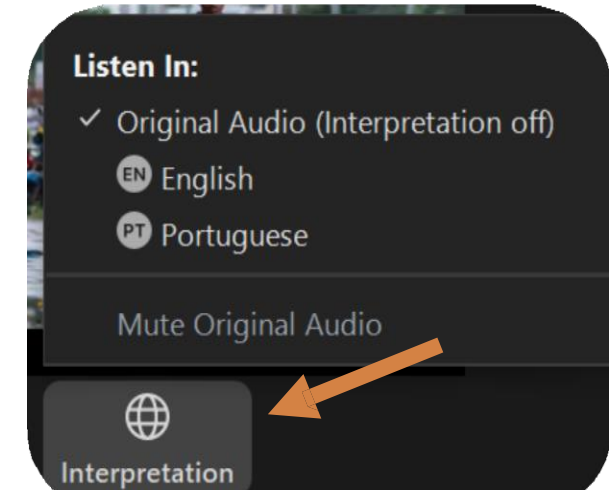 Listen In:
Original Audio (Interpretation off)
EN English
PT Portuguese
Mute Original Audio
Interpretation